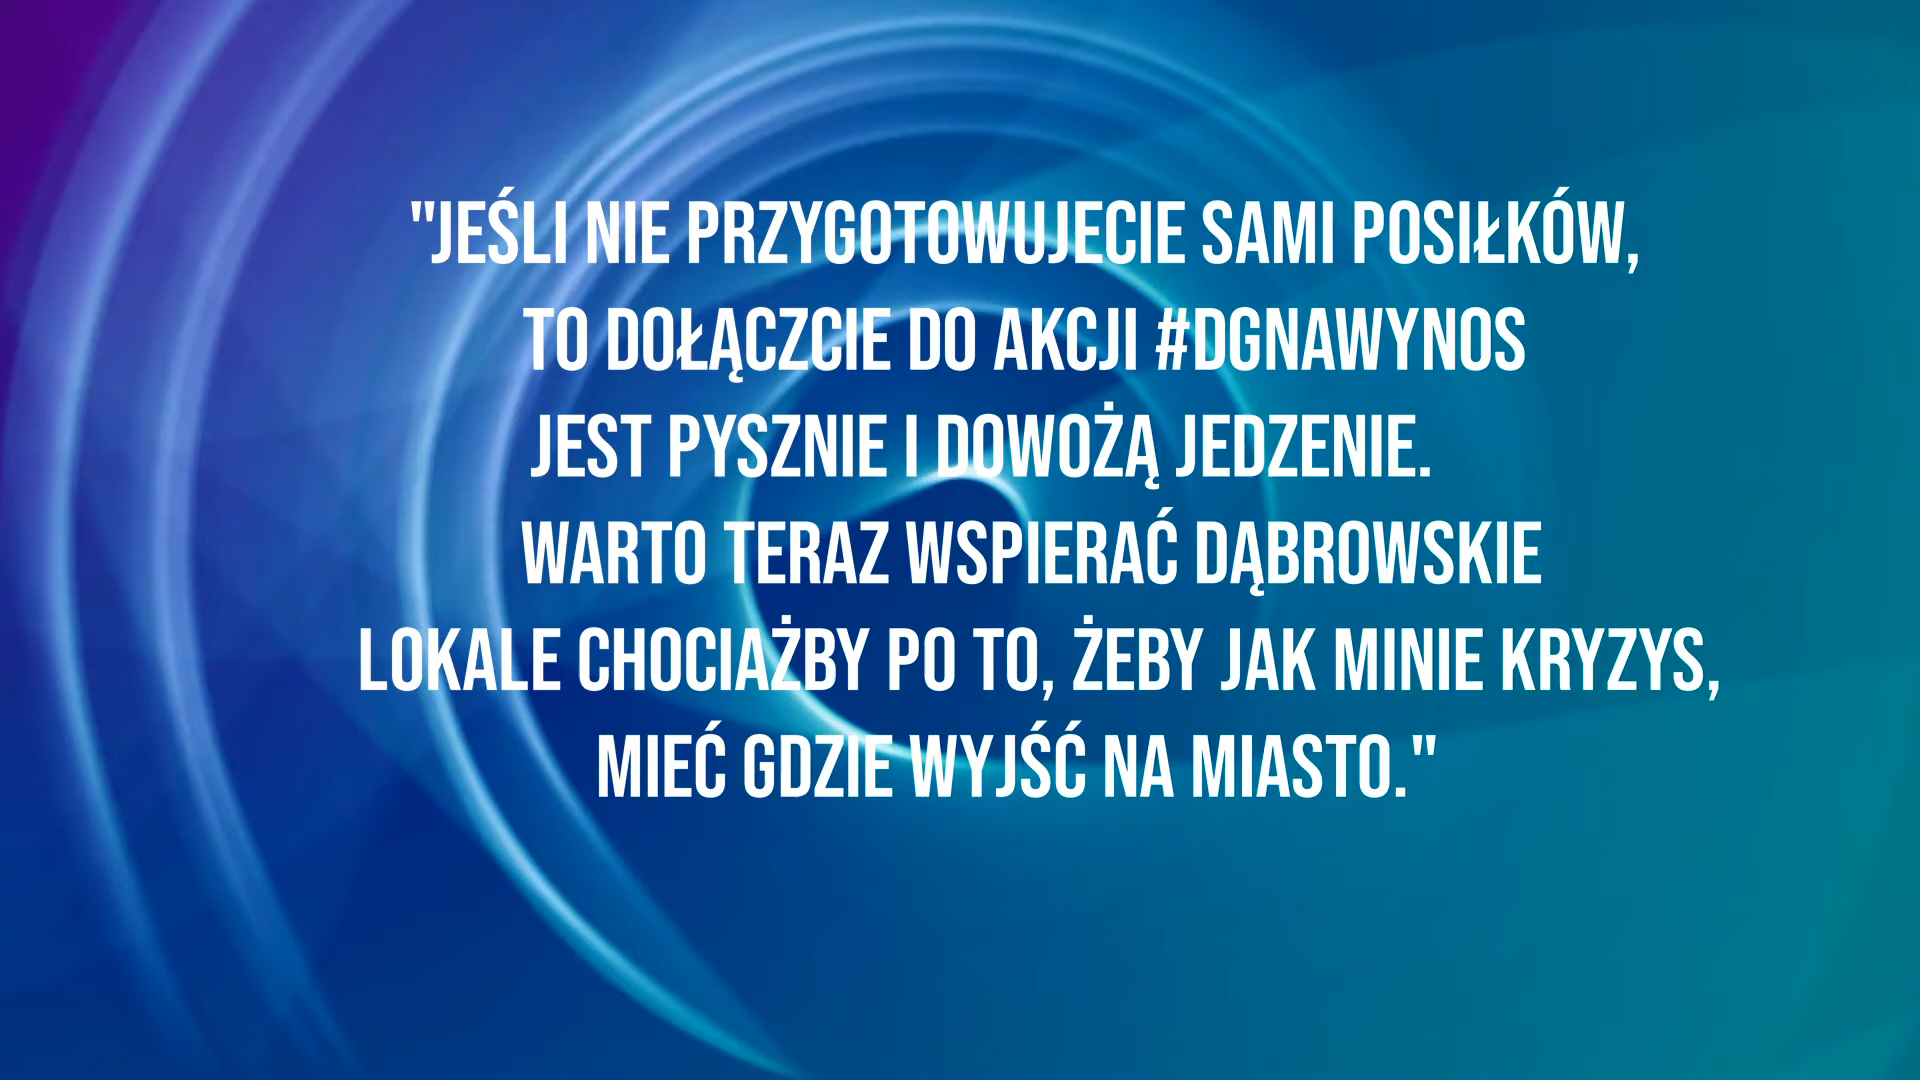 "JEŚLI NIE PRZYGOTOWUJECIE SAMI POSIŁKÓW,
TO DOŁĄCZCIE DO AKCJI #DGNAWYNOS
JEST PYSZNIE I DOWOŻĄ JEDZENIE.
WARTO TERAZ WSPIERAĆ DĄBROWSKIE
LOKALE CHOCIAŻBY PO TO, ŻEBY JAK MINIE KRYZYS,
MIEĆ GDZIE WYJŚĆ NA MIASTO."